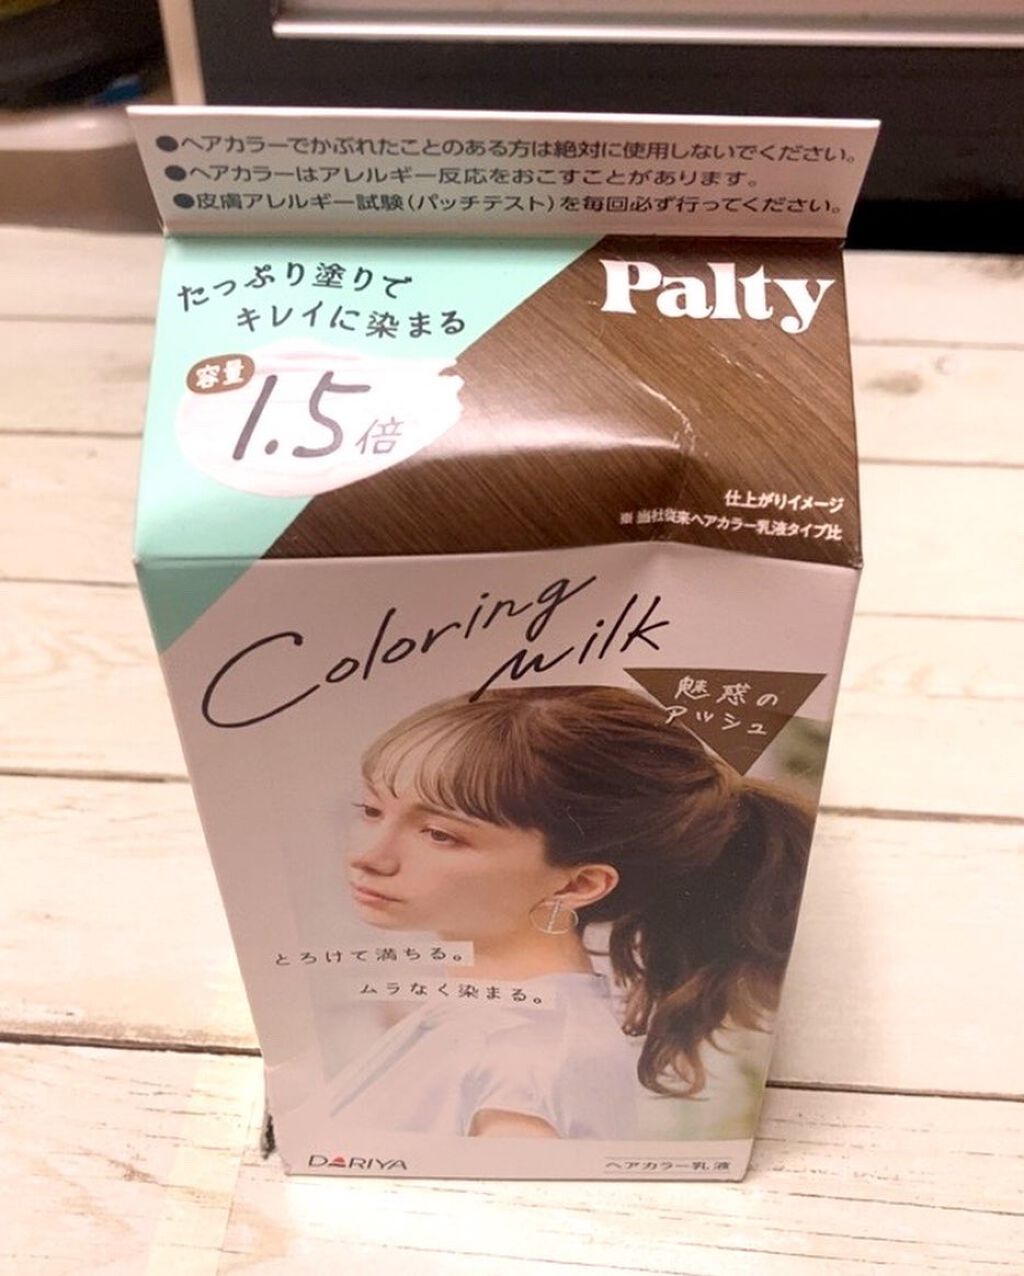 ●ヘアカラーでかぶれたことのある方は絶対に使用しないでください。
●ヘアカラーはアレルギー反応をおこすことがあります。
●皮膚アレルギー試験(パッチテスト)を毎回必ず行ってください。
たっぷり塗りで
キレイに染まる
Palty
容量
1.5倍
仕上がりイメージ
※当社従来ヘアカラー乳液タイプ比
Coloring
milk
魅惑の
アッシュ
とろけて満ちる。
ムラなく染まる。
DARIYA
ヘアカラー乳液